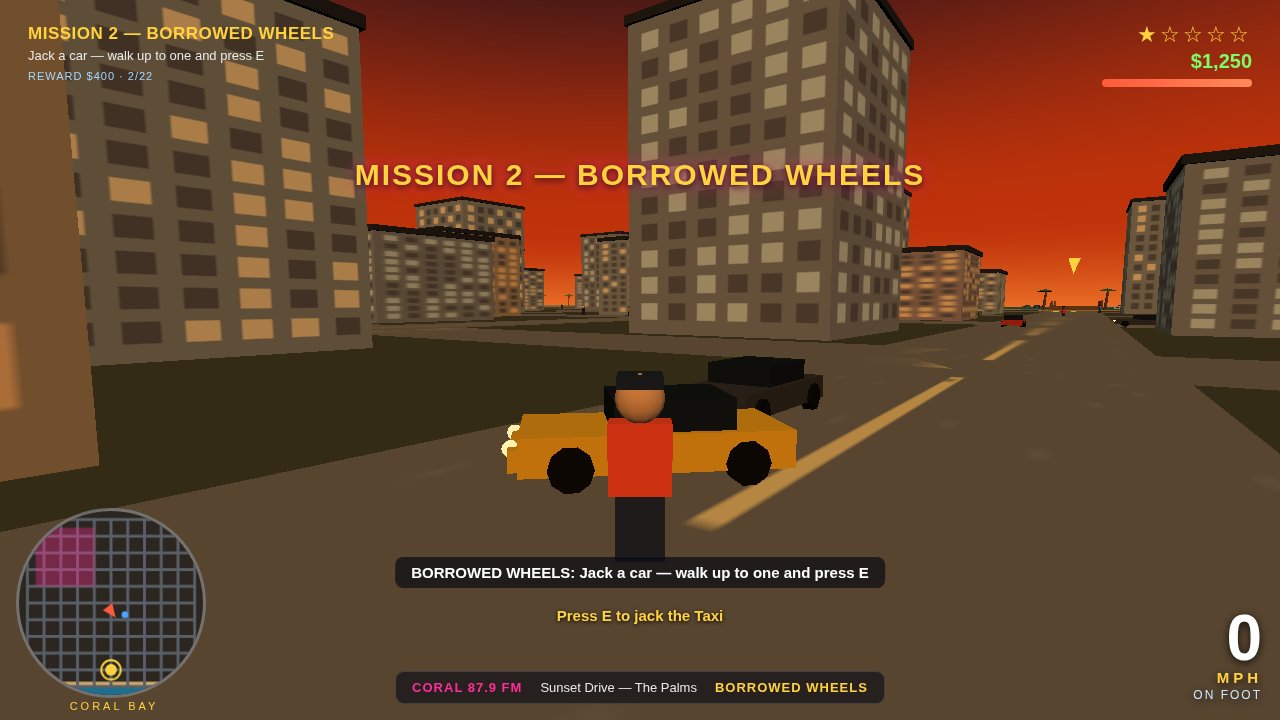 MISSION 2 — BORROWED WHEELS
Jack a car — walk up to one and press E
REWARD $400 · 2/22
★☆☆☆☆
$1,250
MISSION 2 — BORROWED WHEELS
BORROWED WHEELS: Jack a car — walk up to one and press E
Press E to jack the Taxi
CORAL 87.9 FM Sunset Drive — The Palms BORROWED WHEELS
CORAL BAY
0
MPH
ON FOOT